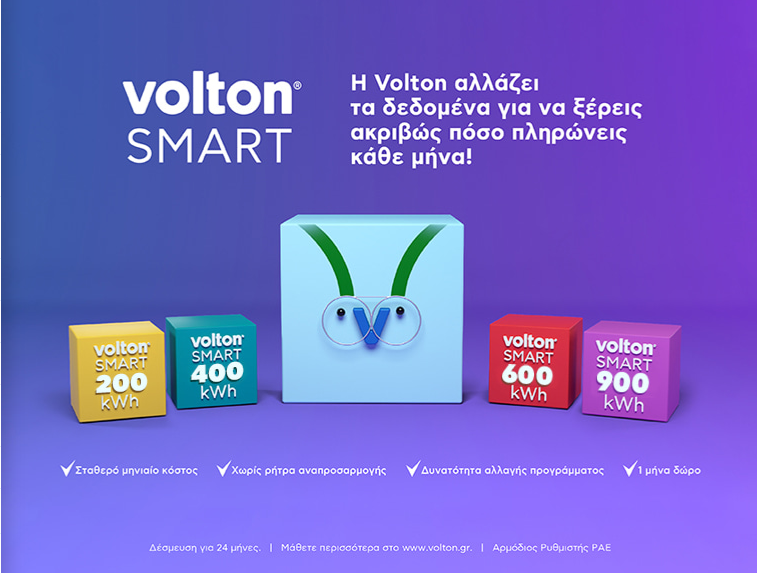 volton®
SMART
Η Volton αλλάζει
τα δεδομένα για να ξέρεις
ακριβώς πόσο πληρώνεις
κάθε μήνα!
volton®
SMART
200
kWh
volton®
SMART
400
kWh
volton®
SMART
600
kWh
volton®
SMART
900
kWh
Σταθερό μηνιαίο κόστος
Χωρίς ρήτρα αναπροσαρμογής
Δυνατότητα αλλαγής προγράμματος
1 μήνα δώρο
Δέσμευση για 24 μήνες. | Μάθετε περισσότερα στο www.volton.gr. | Αρμόδιος Ρυθμιστής ΡΑΕ